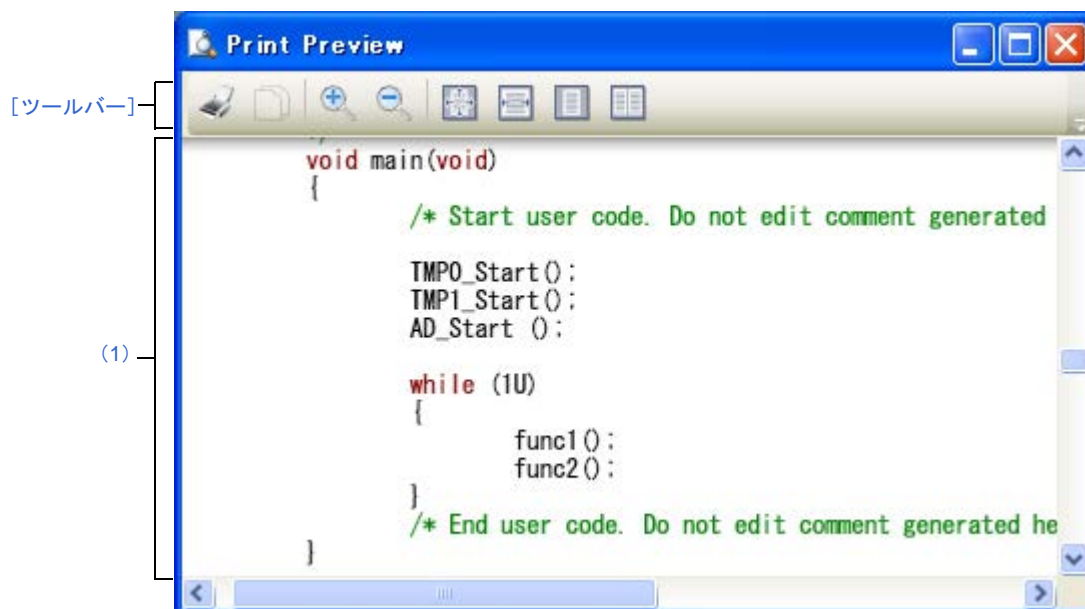 Print Preview
[ツールバー]
void main(void)
{
/* Start user code. Do not edit comment generated
TMP0_Start();
TMP1_Start();
AD_Start ();
(1)
while (1U)
{
func1();
func2();
}
/* End user code. Do not edit comment generated he
}